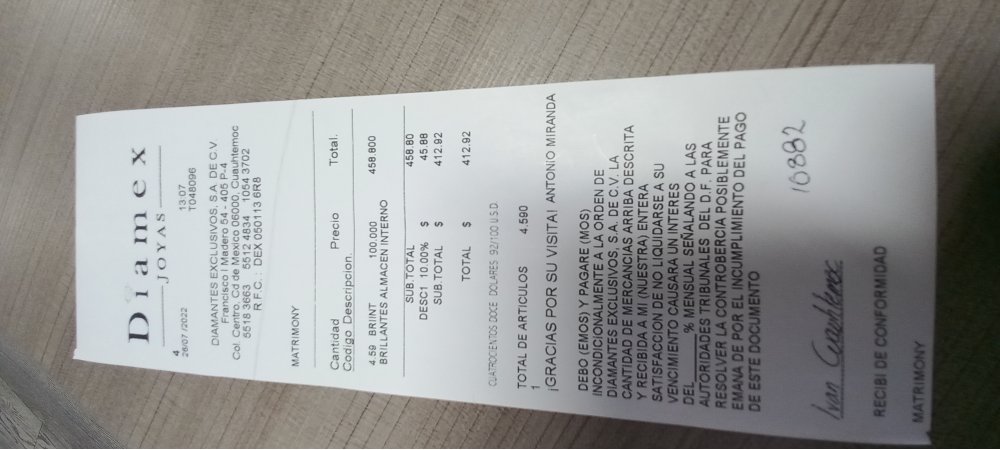 Diamex
JOYAS
4
26/07/2022 13:07
T048096
DIAMANTES EXCLUSIVOS, S.A. DE C.V.
Francisco I Madero 54 - 405 P-4
Col. Centro, Cd de Mexico 06000, Cuauhtemoc
5518 3663 5512 4834 1054 3702
R F.C. : DEX 050113 6R8
MATRIMONY
Cantidad Precio Total.
Codigo Descripcion.
4.59 BRIINT 100.000 458.800
BRILLANTES ALMACEN INTERNO
SUB.TOTAL 458.80
DESC1 10.00% $ 45.88
SUB.TOTAL $ 412.92
TOTAL $ 412.92
CUATROCIENTOS DOCE DOLARES 92/100 U.S.D.
TOTAL DE ARTICULOS 4.590
1
¡GRACIAS POR SU VISITA! ANTONIO MIRANDA
DEBO (EMOS) Y PAGARE (MOS)
INCONDICIONALMENTE A LA ORDEN DE
DIAMANTES EXCLUSIVOS, S.A. DE C.V. LA
CANTIDAD DE MERCANCIAS ARRIBA DESCRITA
Y RECIBIDA A MI (NUESTRA) ENTERA
SATISFACCION DE NO LIQUIDARSE A SU
VENCIMIENTO CAUSARA UN INTERES
DEL______% MENSUAL SEÑALANDO A LAS
AUTORIDADES TRIBUNALES DEL D.F. PARA
RESOLVER LA CONTROBERCIA POSIBLEMENTE
EMANA DE POR EL INCUMPLIMIENTO DEL PAGO
DE ESTE DOCUMENTO
10882
Ivan Cuauhtemoc
RECIBI DE CONFORMIDAD
MATRIMONY